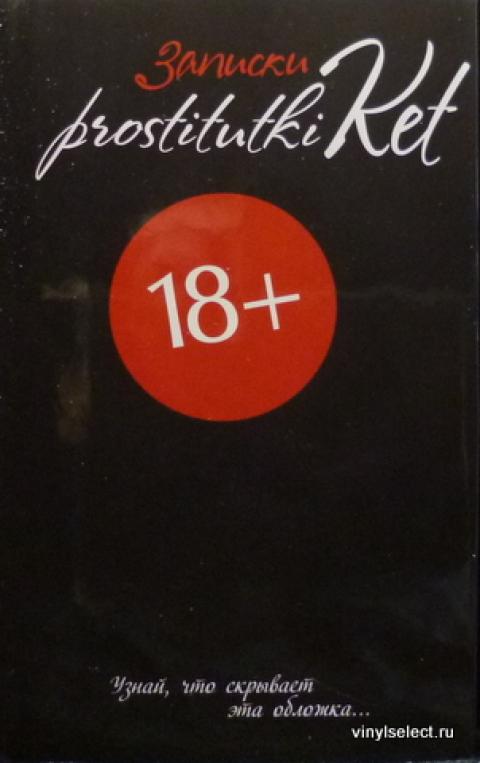 Записки
prostitutki Ket
18+
Узнай, что скрывает
эта обложка...
vinylselect.ru